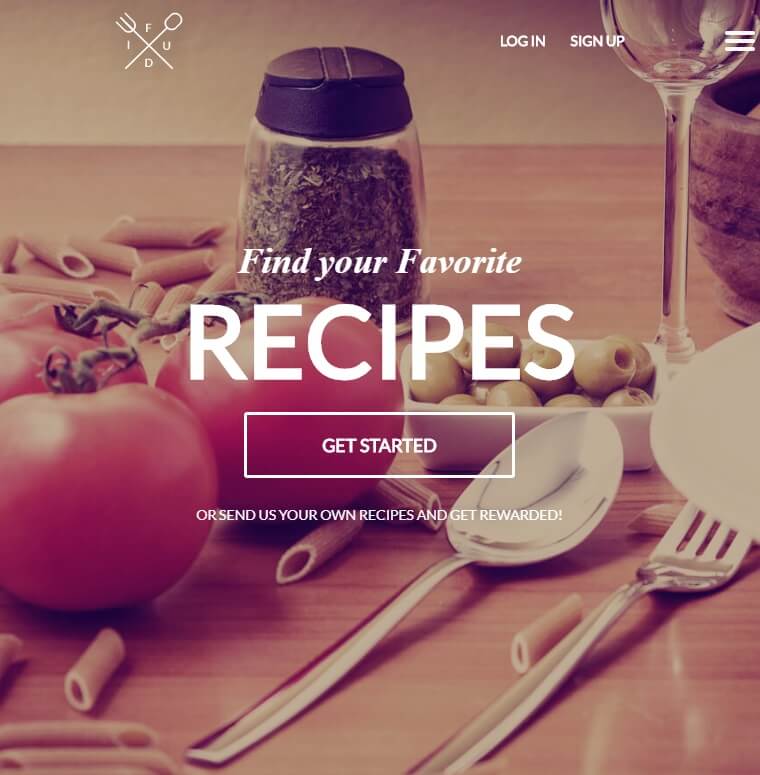 F
I U
D
LOG IN SIGN UP
Find your Favorite
RECIPES
GET STARTED
OR SEND US YOUR OWN RECIPES AND GET REWARDED!